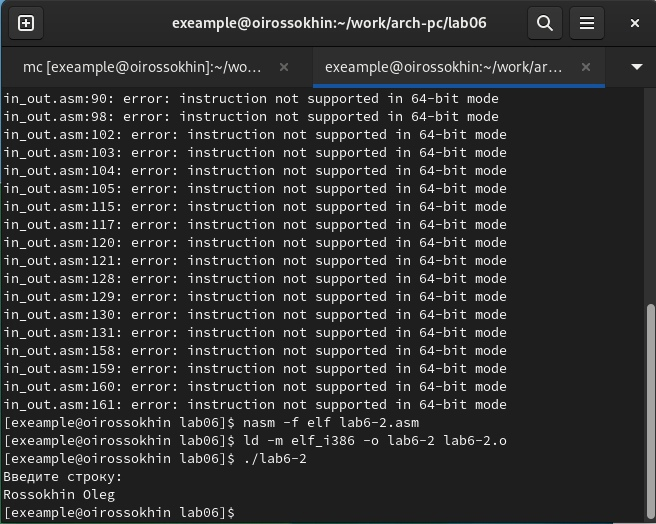 exeample@oirossokhin:~/work/arch-pc/lab06
mc [exeample@oirossokhin]:~/wo...
exeample@oirossokhin:~/work/ar...
in_out.asm:90: error: instruction not supported in 64-bit mode
in_out.asm:98: error: instruction not supported in 64-bit mode
in_out.asm:102: error: instruction not supported in 64-bit mode
in_out.asm:103: error: instruction not supported in 64-bit mode
in_out.asm:104: error: instruction not supported in 64-bit mode
in_out.asm:105: error: instruction not supported in 64-bit mode
in_out.asm:115: error: instruction not supported in 64-bit mode
in_out.asm:117: error: instruction not supported in 64-bit mode
in_out.asm:120: error: instruction not supported in 64-bit mode
in_out.asm:121: error: instruction not supported in 64-bit mode
in_out.asm:128: error: instruction not supported in 64-bit mode
in_out.asm:129: error: instruction not supported in 64-bit mode
in_out.asm:130: error: instruction not supported in 64-bit mode
in_out.asm:131: error: instruction not supported in 64-bit mode
in_out.asm:158: error: instruction not supported in 64-bit mode
in_out.asm:159: error: instruction not supported in 64-bit mode
in_out.asm:160: error: instruction not supported in 64-bit mode
in_out.asm:161: error: instruction not supported in 64-bit mode
[exeample@oirossokhin lab06]$ nasm -f elf lab6-2.asm
[exeample@oirossokhin lab06]$ ld -m elf_i386 -o lab6-2 lab6-2.o
[exeample@oirossokhin lab06]$ ./lab6-2
Введите строку:
Rossokhin Oleg
[exeample@oirossokhin lab06]$